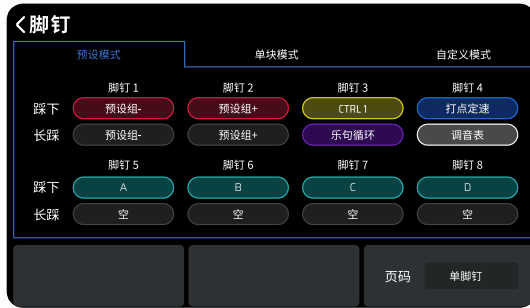 脚钉
预设模式 单块模式 自定义模式
脚钉 1 脚钉 2 脚钉 3 脚钉 4
踩下 预设组- 预设组+ CTRL 1 打点定速
长踩 预设组- 预设组+ 乐句循环 调音表
脚钉 5 脚钉 6 脚钉 7 脚钉 8
踩下 A B C D
长踩 空 空 空 空
页码 单脚钉